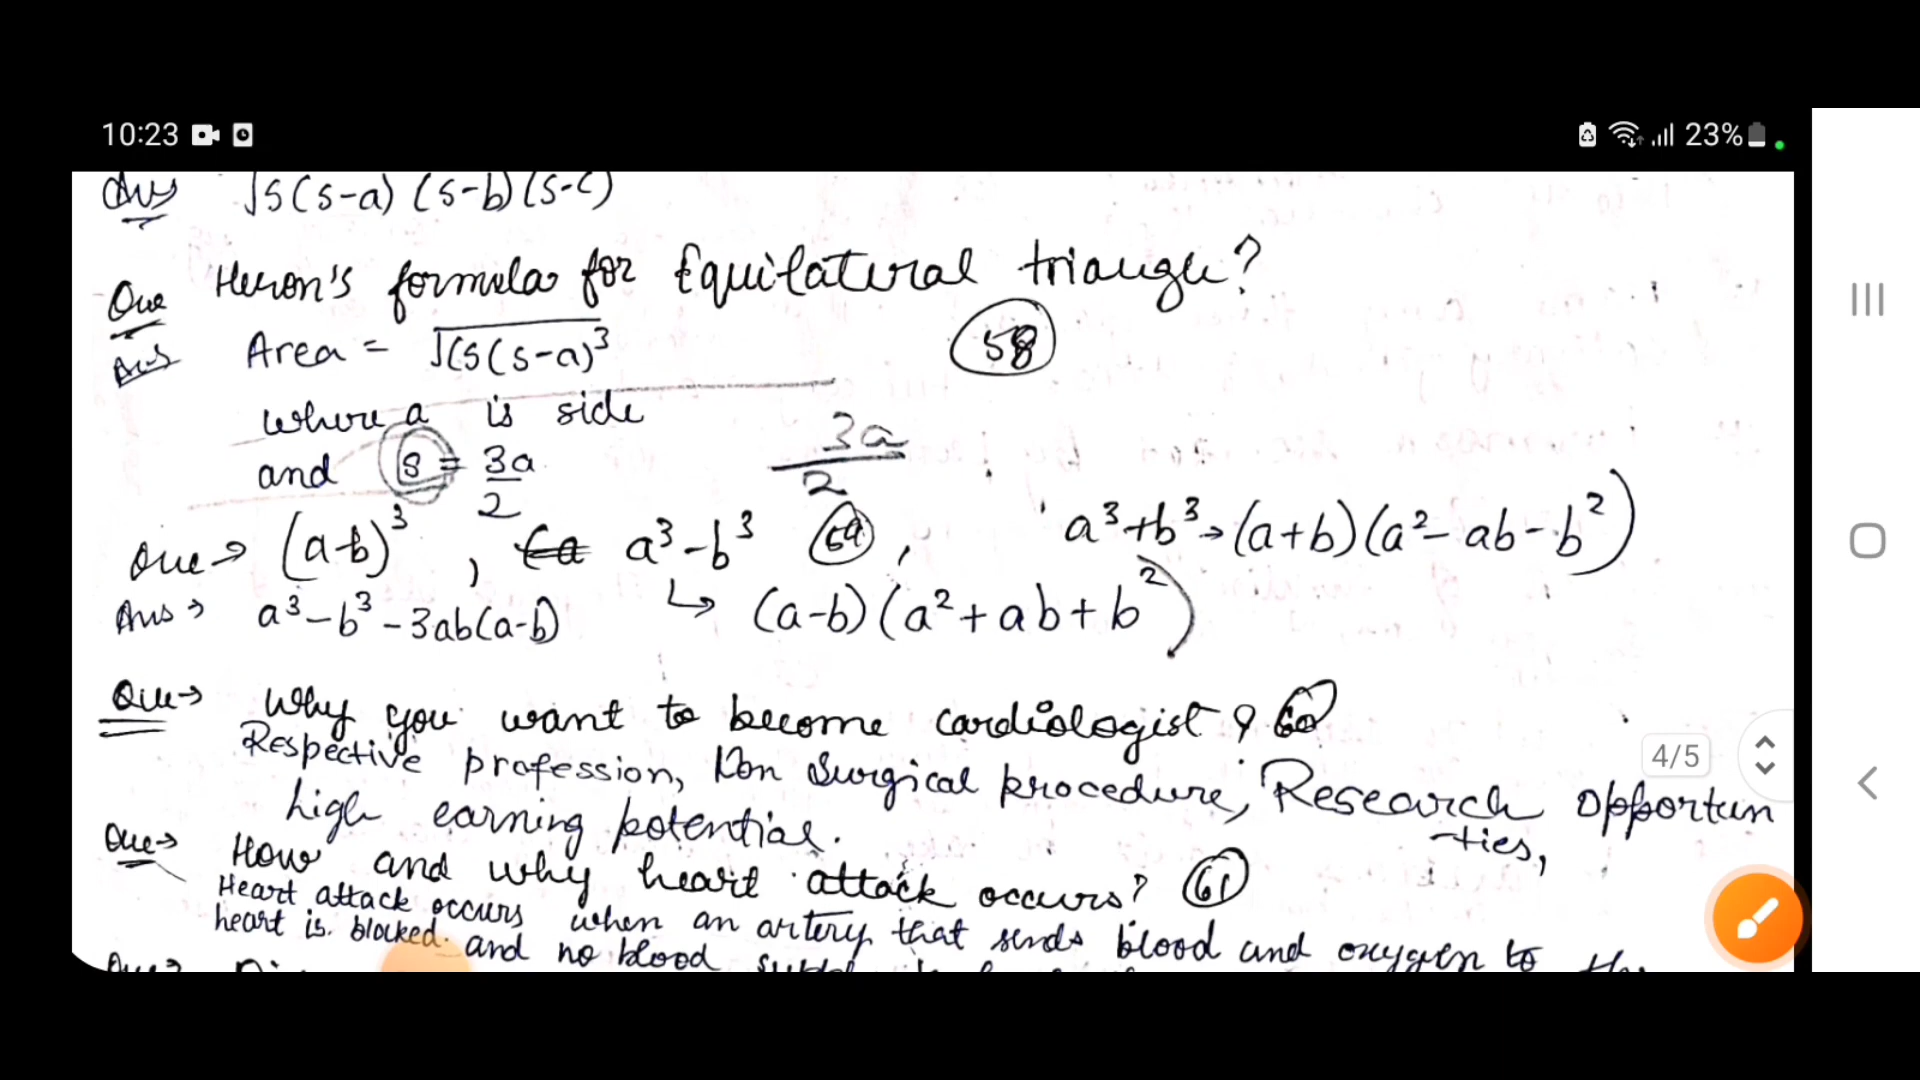 10:23 23%
Ans √s(s-a)(s-b)(s-c)
Que Heron's formula for Equilateral triangle?
58
Ans Area = √(s(s-a)³
where a is side
and s = 3a/2
3a/2
Que → (a-b)³, a³-b³ 59, a³+b³→(a+b)(a²-ab-b²)
Ans → a³-b³-3ab(a-b) ↳ (a-b)(a²+ab+b²)
Que → Why you want to become cardiologist? 60
Respective profession, Non Surgical procedure, Research opportun
-ties,
high earning potential.
4/5
Que → How and why heart attack occurs? 61
Heart attack occurs when an artery that sends blood and oxygen to the
heart is blocked. and no blood